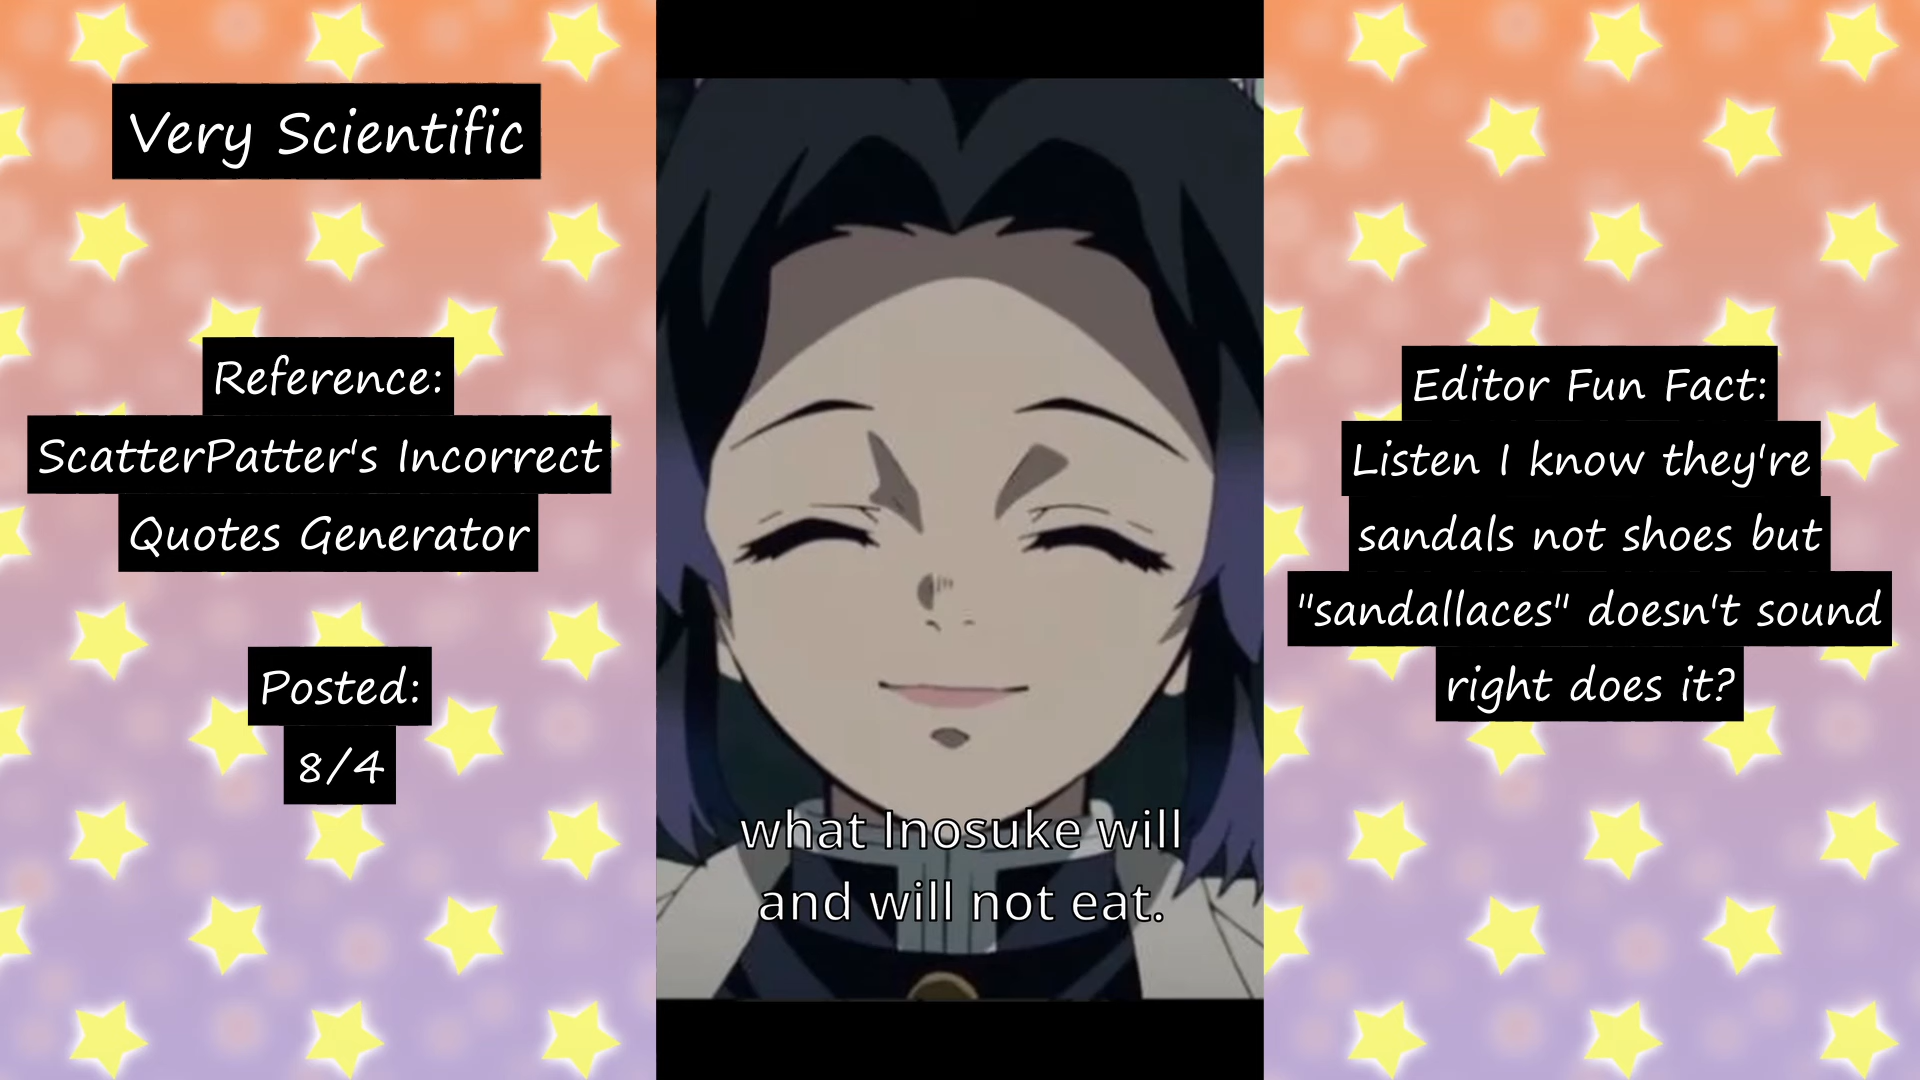 Very Scientific
Reference:
ScatterPatter's Incorrect
Quotes Generator
Posted:
8/4
what Inosuke will
and will not eat.
Editor Fun Fact:
Listen I know they're
sandals not shoes but
"sandallaces" doesn't sound
right does it?